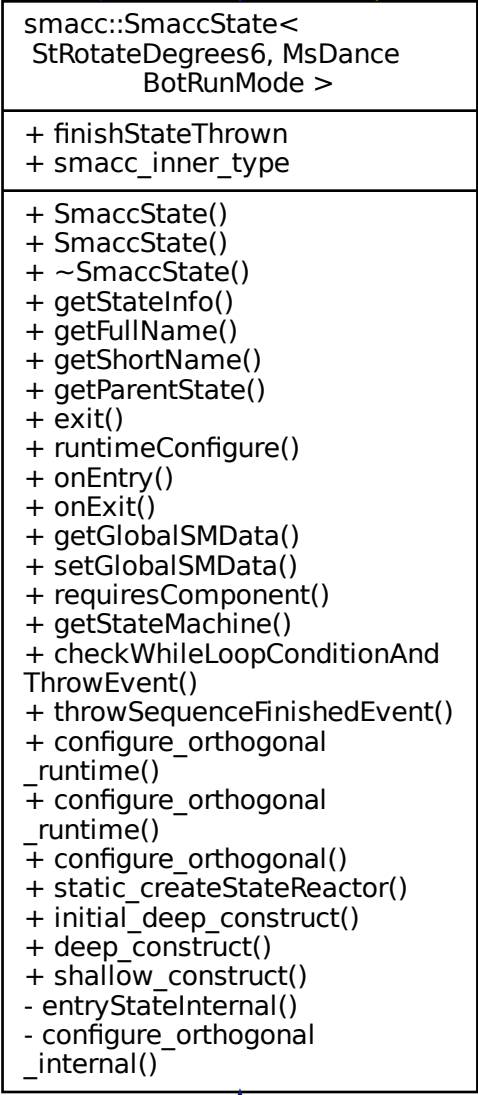 smacc::SmaccState<
StRotateDegrees6, MsDance
BotRunMode >
+ finishStateThrown
+ smacc_inner_type
+ SmaccState()
+ SmaccState()
+ ~SmaccState()
+ getStateInfo()
+ getFullName()
+ getShortName()
+ getParentState()
+ exit()
+ runtimeConfigure()
+ onEntry()
+ onExit()
+ getGlobalSMData()
+ setGlobalSMData()
+ requiresComponent()
+ getStateMachine()
+ checkWhileLoopConditionAnd
ThrowEvent()
+ throwSequenceFinishedEvent()
+ configure_orthogonal
_runtime()
+ configure_orthogonal
_runtime()
+ configure_orthogonal()
+ static_createStateReactor()
+ initial_deep_construct()
+ deep_construct()
+ shallow_construct()
- entryStateInternal()
- configure_orthogonal
_internal()